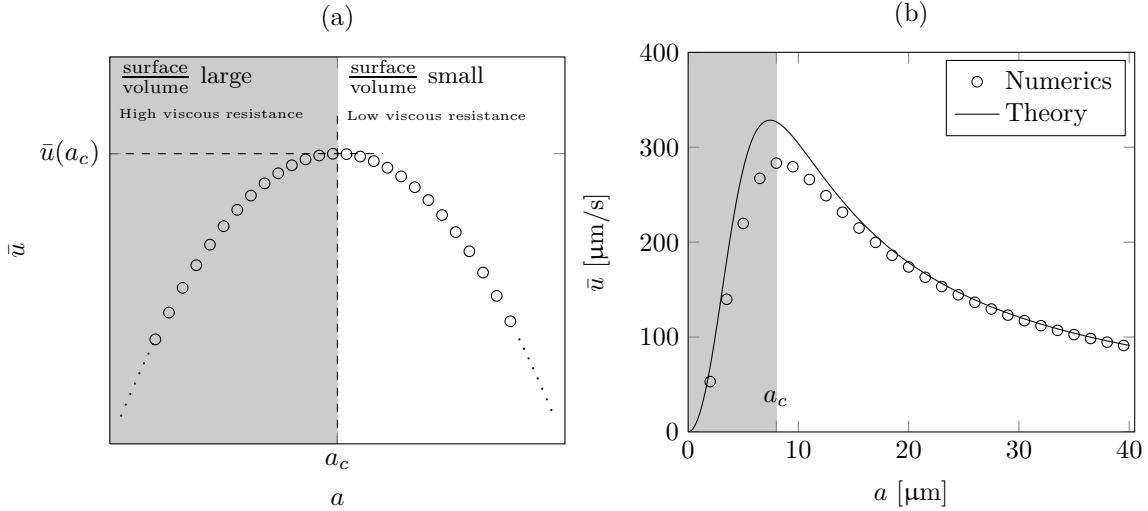 (a)
surface/volume large
High viscous resistance
surface/volume small
Low viscous resistance
ū(a_c)
ū
a_c
a
(b)
400
300
200
100
0
ū [μm/s]
Numerics
Theory
a_c
0
10
20
30
40
a [μm]